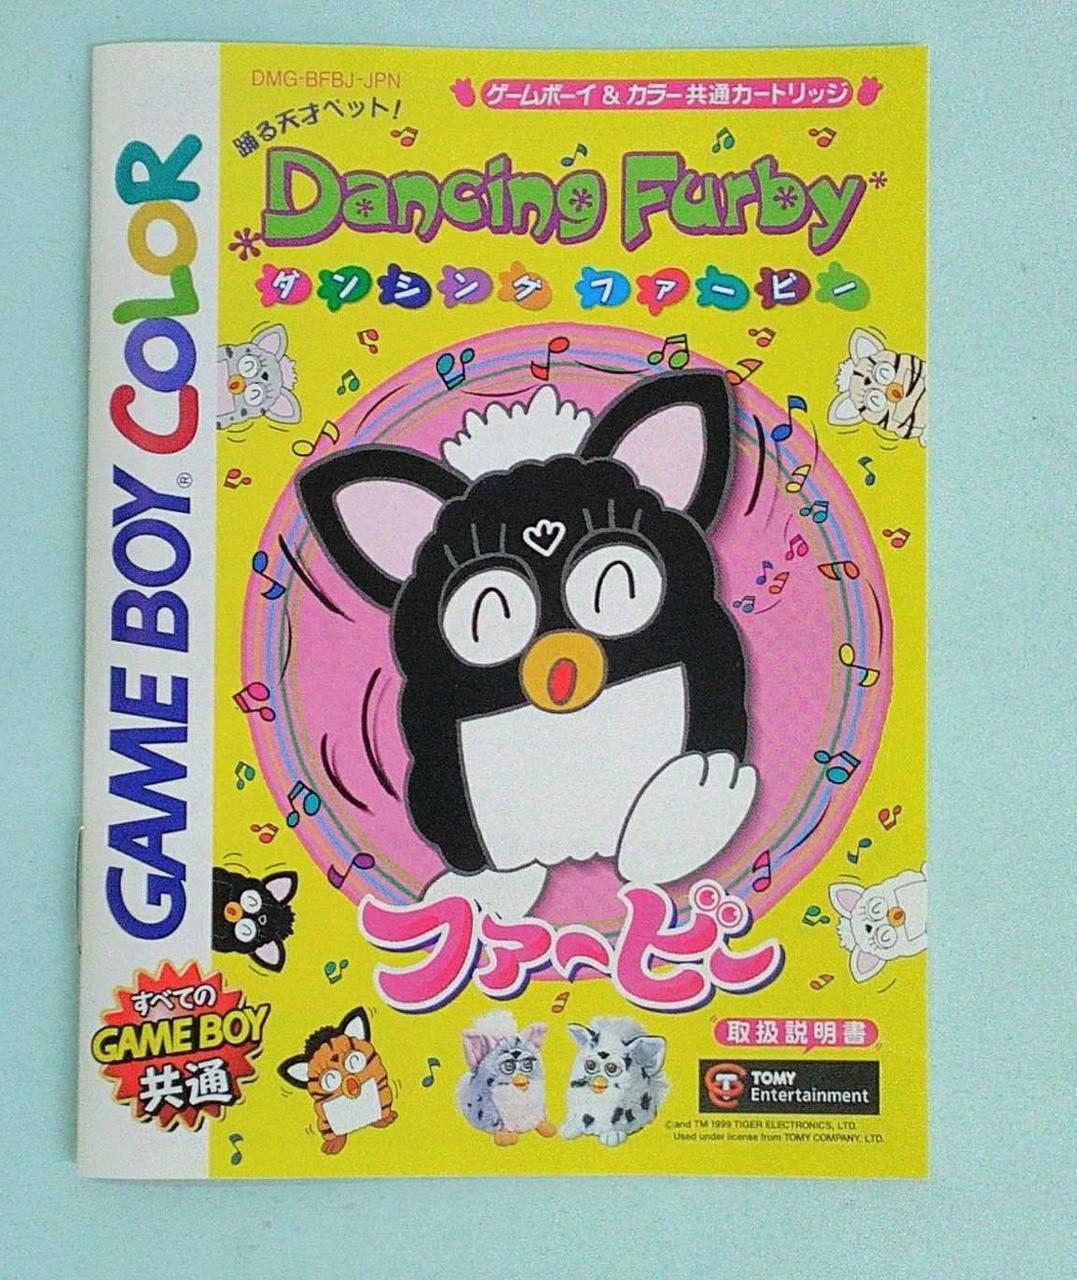 DMG-BFBJ-JPN
ゲームボーイ & カラー共通カートリッジ
踊る天才ペット!
Dancing Furby
ダンシング ファービー
GAME BOY® COLOR
ファービー
すべての
GAME BOY
共通
取扱説明書
TOMY
Entertainment
©and TM 1999 TIGER ELECTRONICS, LTD.
Used under license from TOMY COMPANY, LTD.